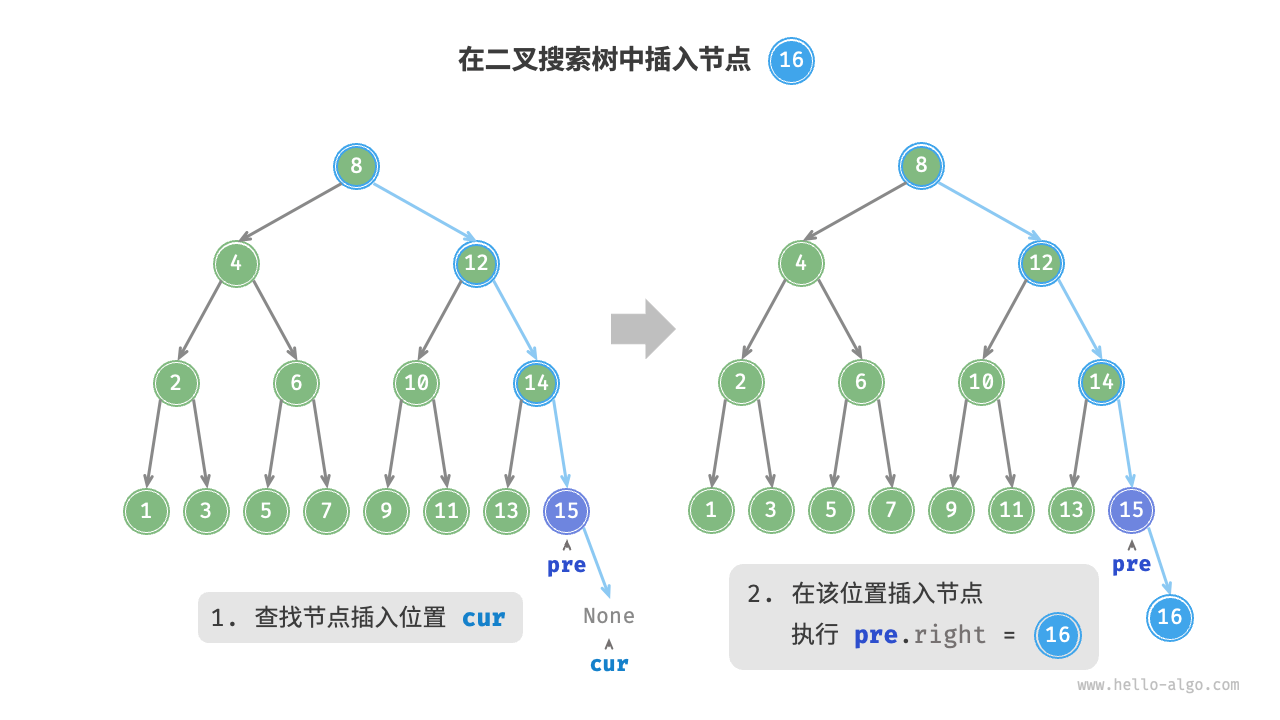 在二叉搜索树中插入节点 16
8
4 12
2 6 10 14
1 3 5 7 9 11 13 15
pre
None
cur
1. 查找节点插入位置 cur
8
4 12
2 6 10 14
1 3 5 7 9 11 13 15
pre
16
2. 在该位置插入节点
执行 pre.right = 16
www.hello-algo.com